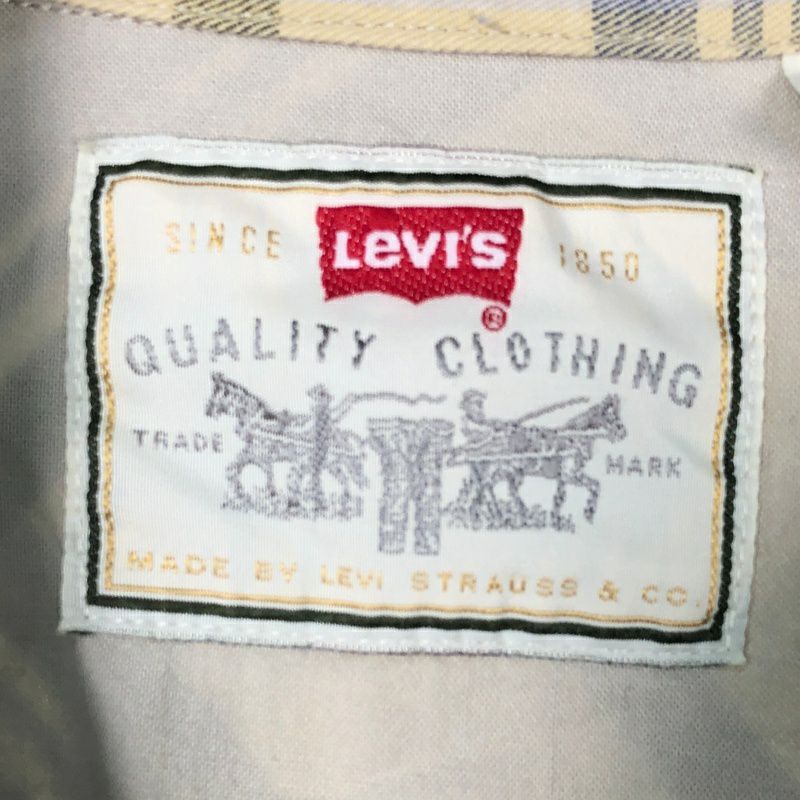 SINCE LEVI'S 1850
®
QUALITY CLOTHING
TRADE MARK
MADE BY LEVI STRAUSS & CO.